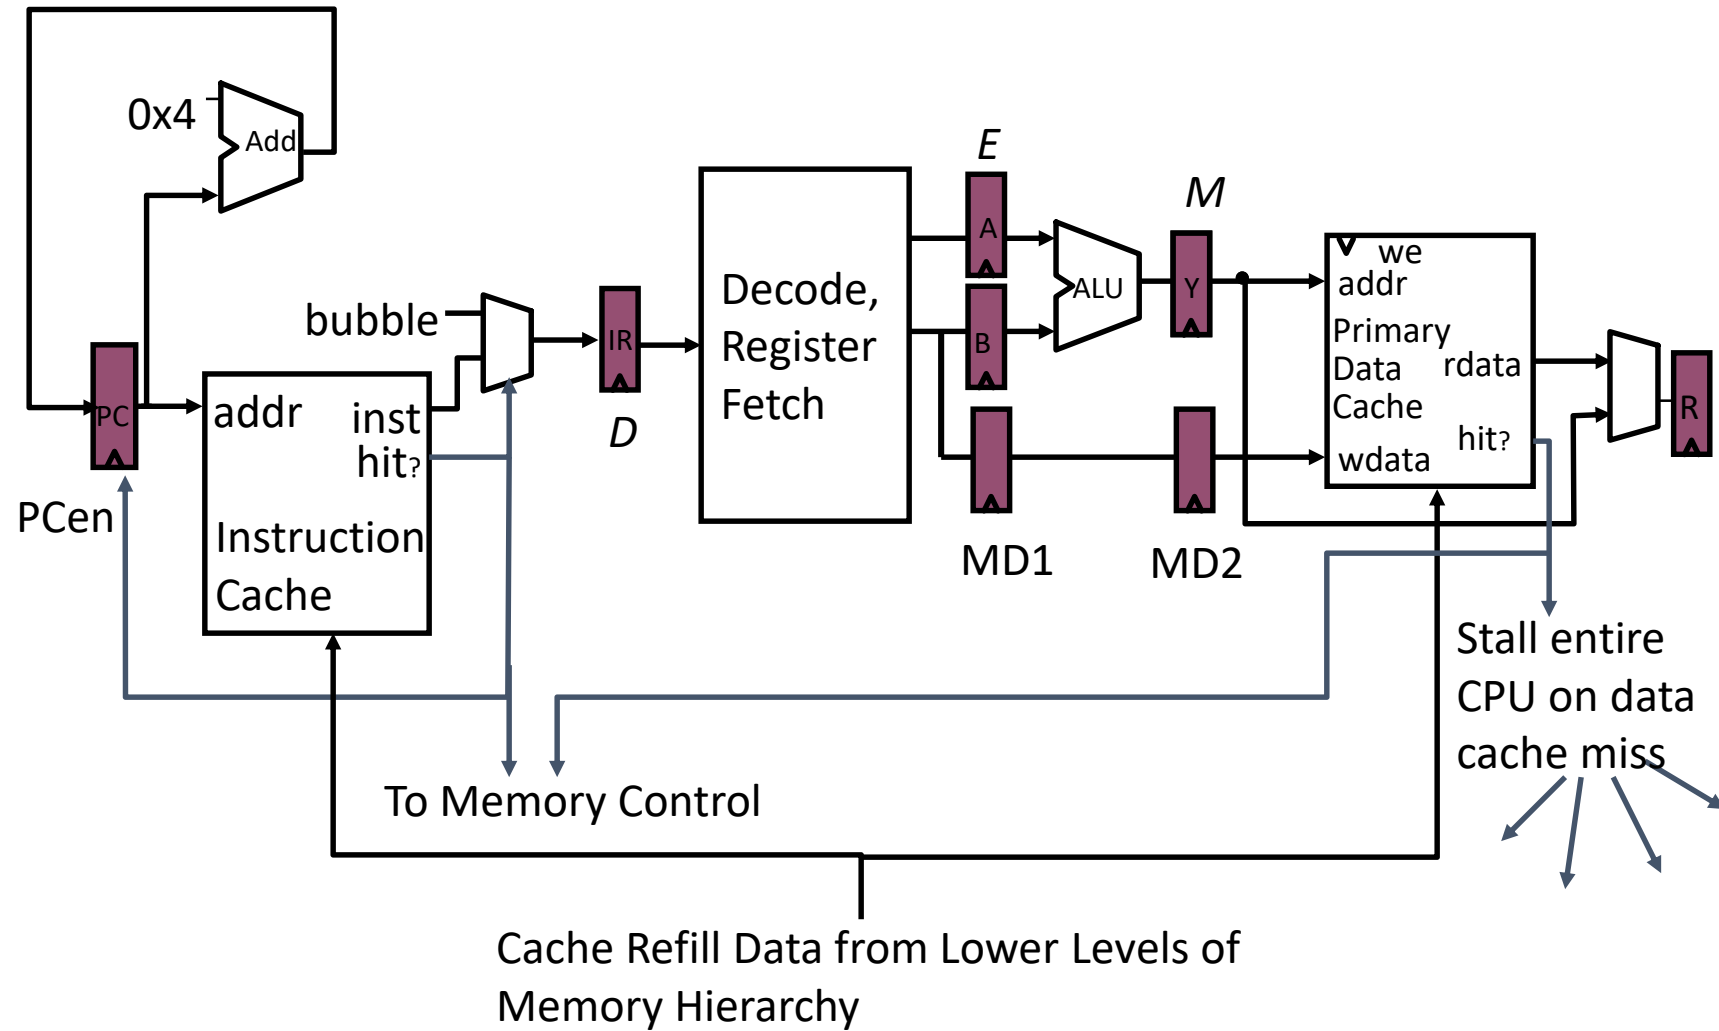 0x4
Add
E
M
A
we
addr
Decode,
Register
Fetch
ALU
Y
bubble
IR
B
Primary
Data
Cache
rdata
PC
addr
inst
hit?
D
R
hit?
wdata
PCen
Instruction
Cache
MD1
MD2
Stall entire
CPU on data
cache miss
To Memory Control
Cache Refill Data from Lower Levels of
Memory Hierarchy